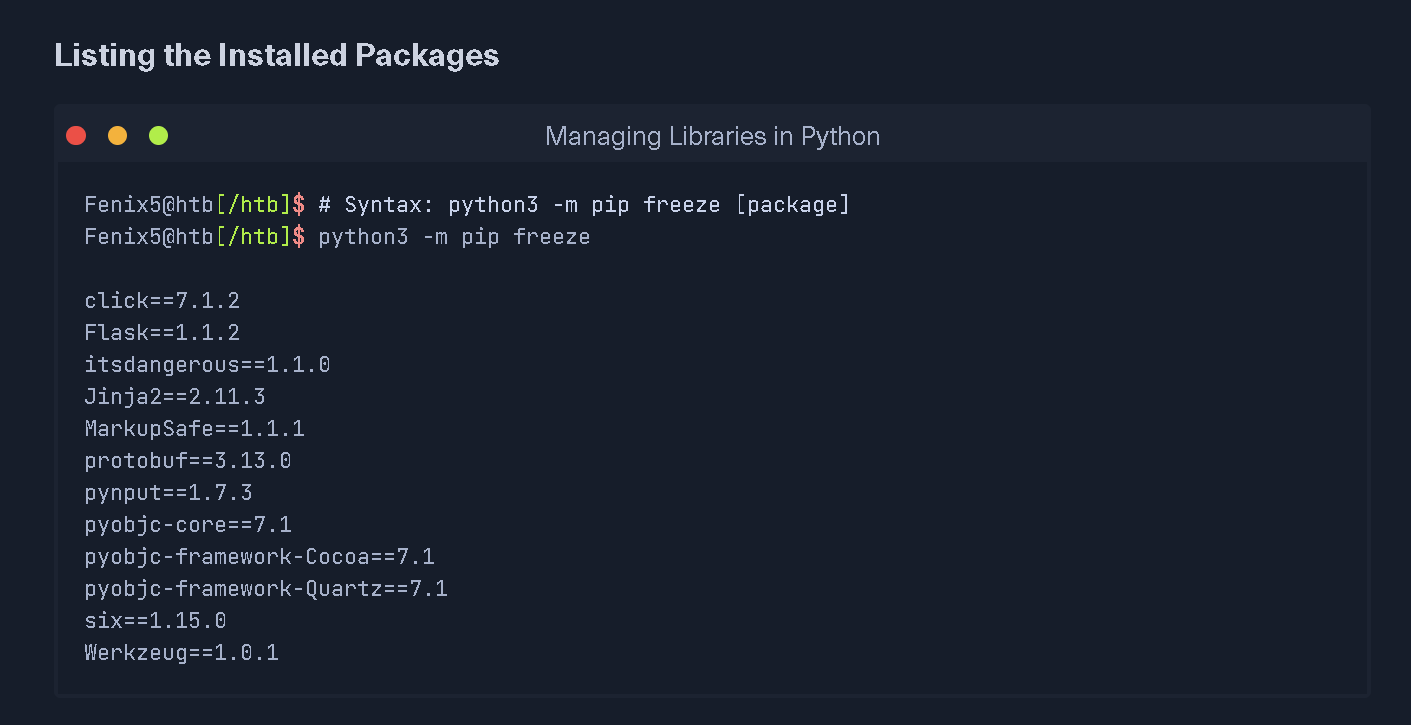 Listing the Installed Packages
Managing Libraries in Python
Fenix5@htb[/htb]$ # Syntax: python3 -m pip freeze [package]
Fenix5@htb[/htb]$ python3 -m pip freeze
click==7.1.2
Flask==1.1.2
itsdangerous==1.1.0
Jinja2==2.11.3
MarkupSafe==1.1.1
protobuf==3.13.0
pynput==1.7.3
pyobjc-core==7.1
pyobjc-framework-Cocoa==7.1
pyobjc-framework-Quartz==7.1
six==1.15.0
Werkzeug==1.0.1